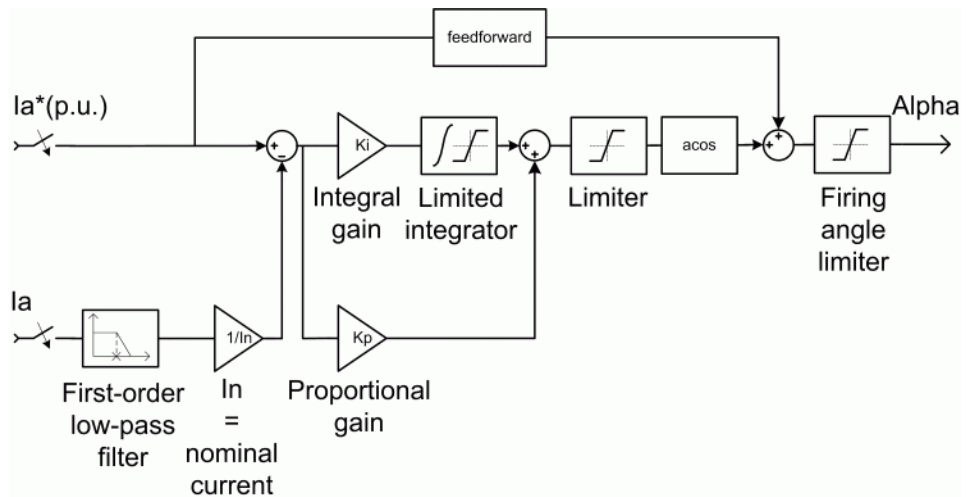 feedforward
Ia*(p.u.)
Alpha
+
−
Ki
+
+
acos
+
+
Integral
gain
Limited
integrator
Limiter
Firing
angle
limiter
Ia
1/In
Kp
First-order
low-pass
filter
In
=
nominal
current
Proportional
gain